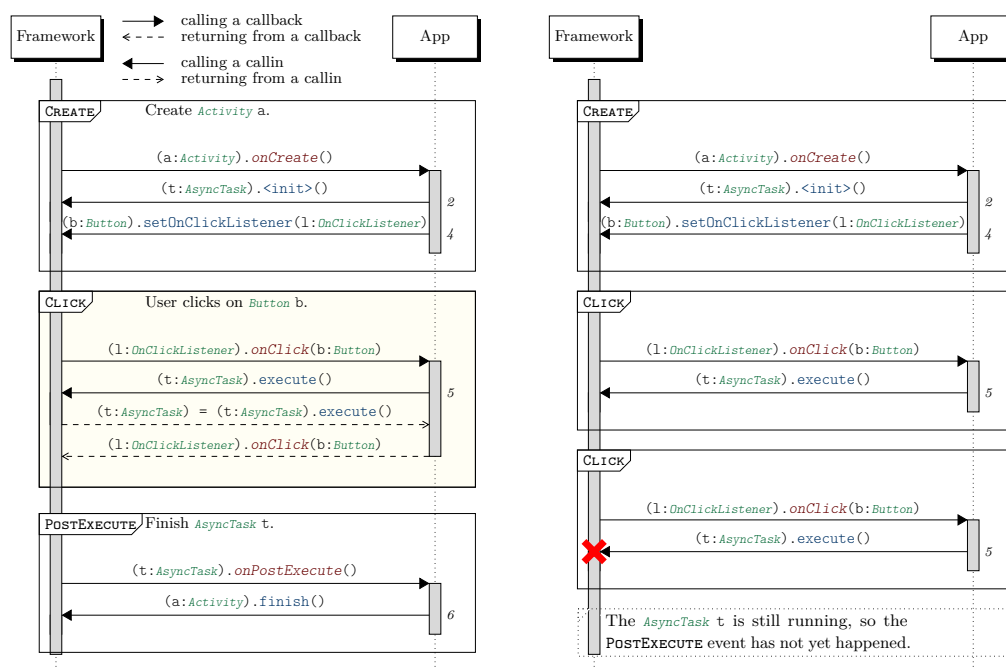 Framework
calling a callback
returning from a callback
calling a callin
returning from a callin
App
CREATE
Create Activity a.
(a:Activity).onCreate()
(t:AsyncTask).<init>()
2
(b:Button).setOnClickListener(l:OnClickListener)
4
CLICK
User clicks on Button b.
(l:OnClickListener).onClick(b:Button)
(t:AsyncTask).execute()
5
(t:AsyncTask) = (t:AsyncTask).execute()
(l:OnClickListener).onClick(b:Button)
POSTEXECUTE
Finish AsyncTask t.
(t:AsyncTask).onPostExecute()
(a:Activity).finish()
6
Framework
App
CREATE
(a:Activity).onCreate()
(t:AsyncTask).<init>()
2
(b:Button).setOnClickListener(l:OnClickListener)
4
CLICK
(l:OnClickListener).onClick(b:Button)
(t:AsyncTask).execute()
5
CLICK
(l:OnClickListener).onClick(b:Button)
(t:AsyncTask).execute()
5
The AsyncTask t is still running, so the
POSTEXECUTE event has not yet happened.